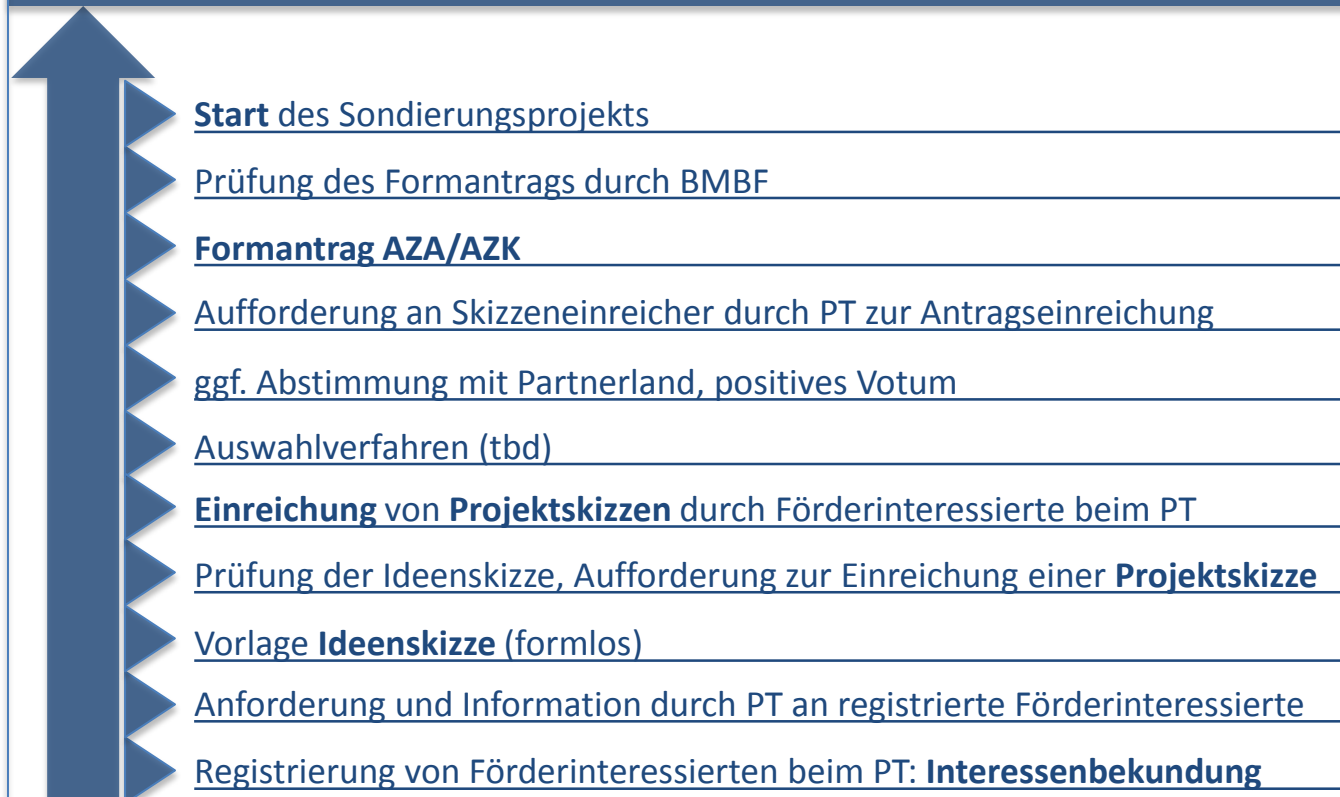 Start des Sondierungsprojekts
Prüfung des Formantrags durch BMBF
Formantrag AZA/AZK
Aufforderung an Skizzeneinreicher durch PT zur Antragseinreichung
ggf. Abstimmung mit Partnerland, positives Votum
Auswahlverfahren (tbd)
Einreichung von Projektskizzen durch Förderinteressierte beim PT
Prüfung der Ideenskizze, Aufforderung zur Einreichung einer Projektskizze
Vorlage Ideenskizze (formlos)
Anforderung und Information durch PT an registrierte Förderinteressierte
Registrierung von Förderinteressierten beim PT: Interessenbekundung